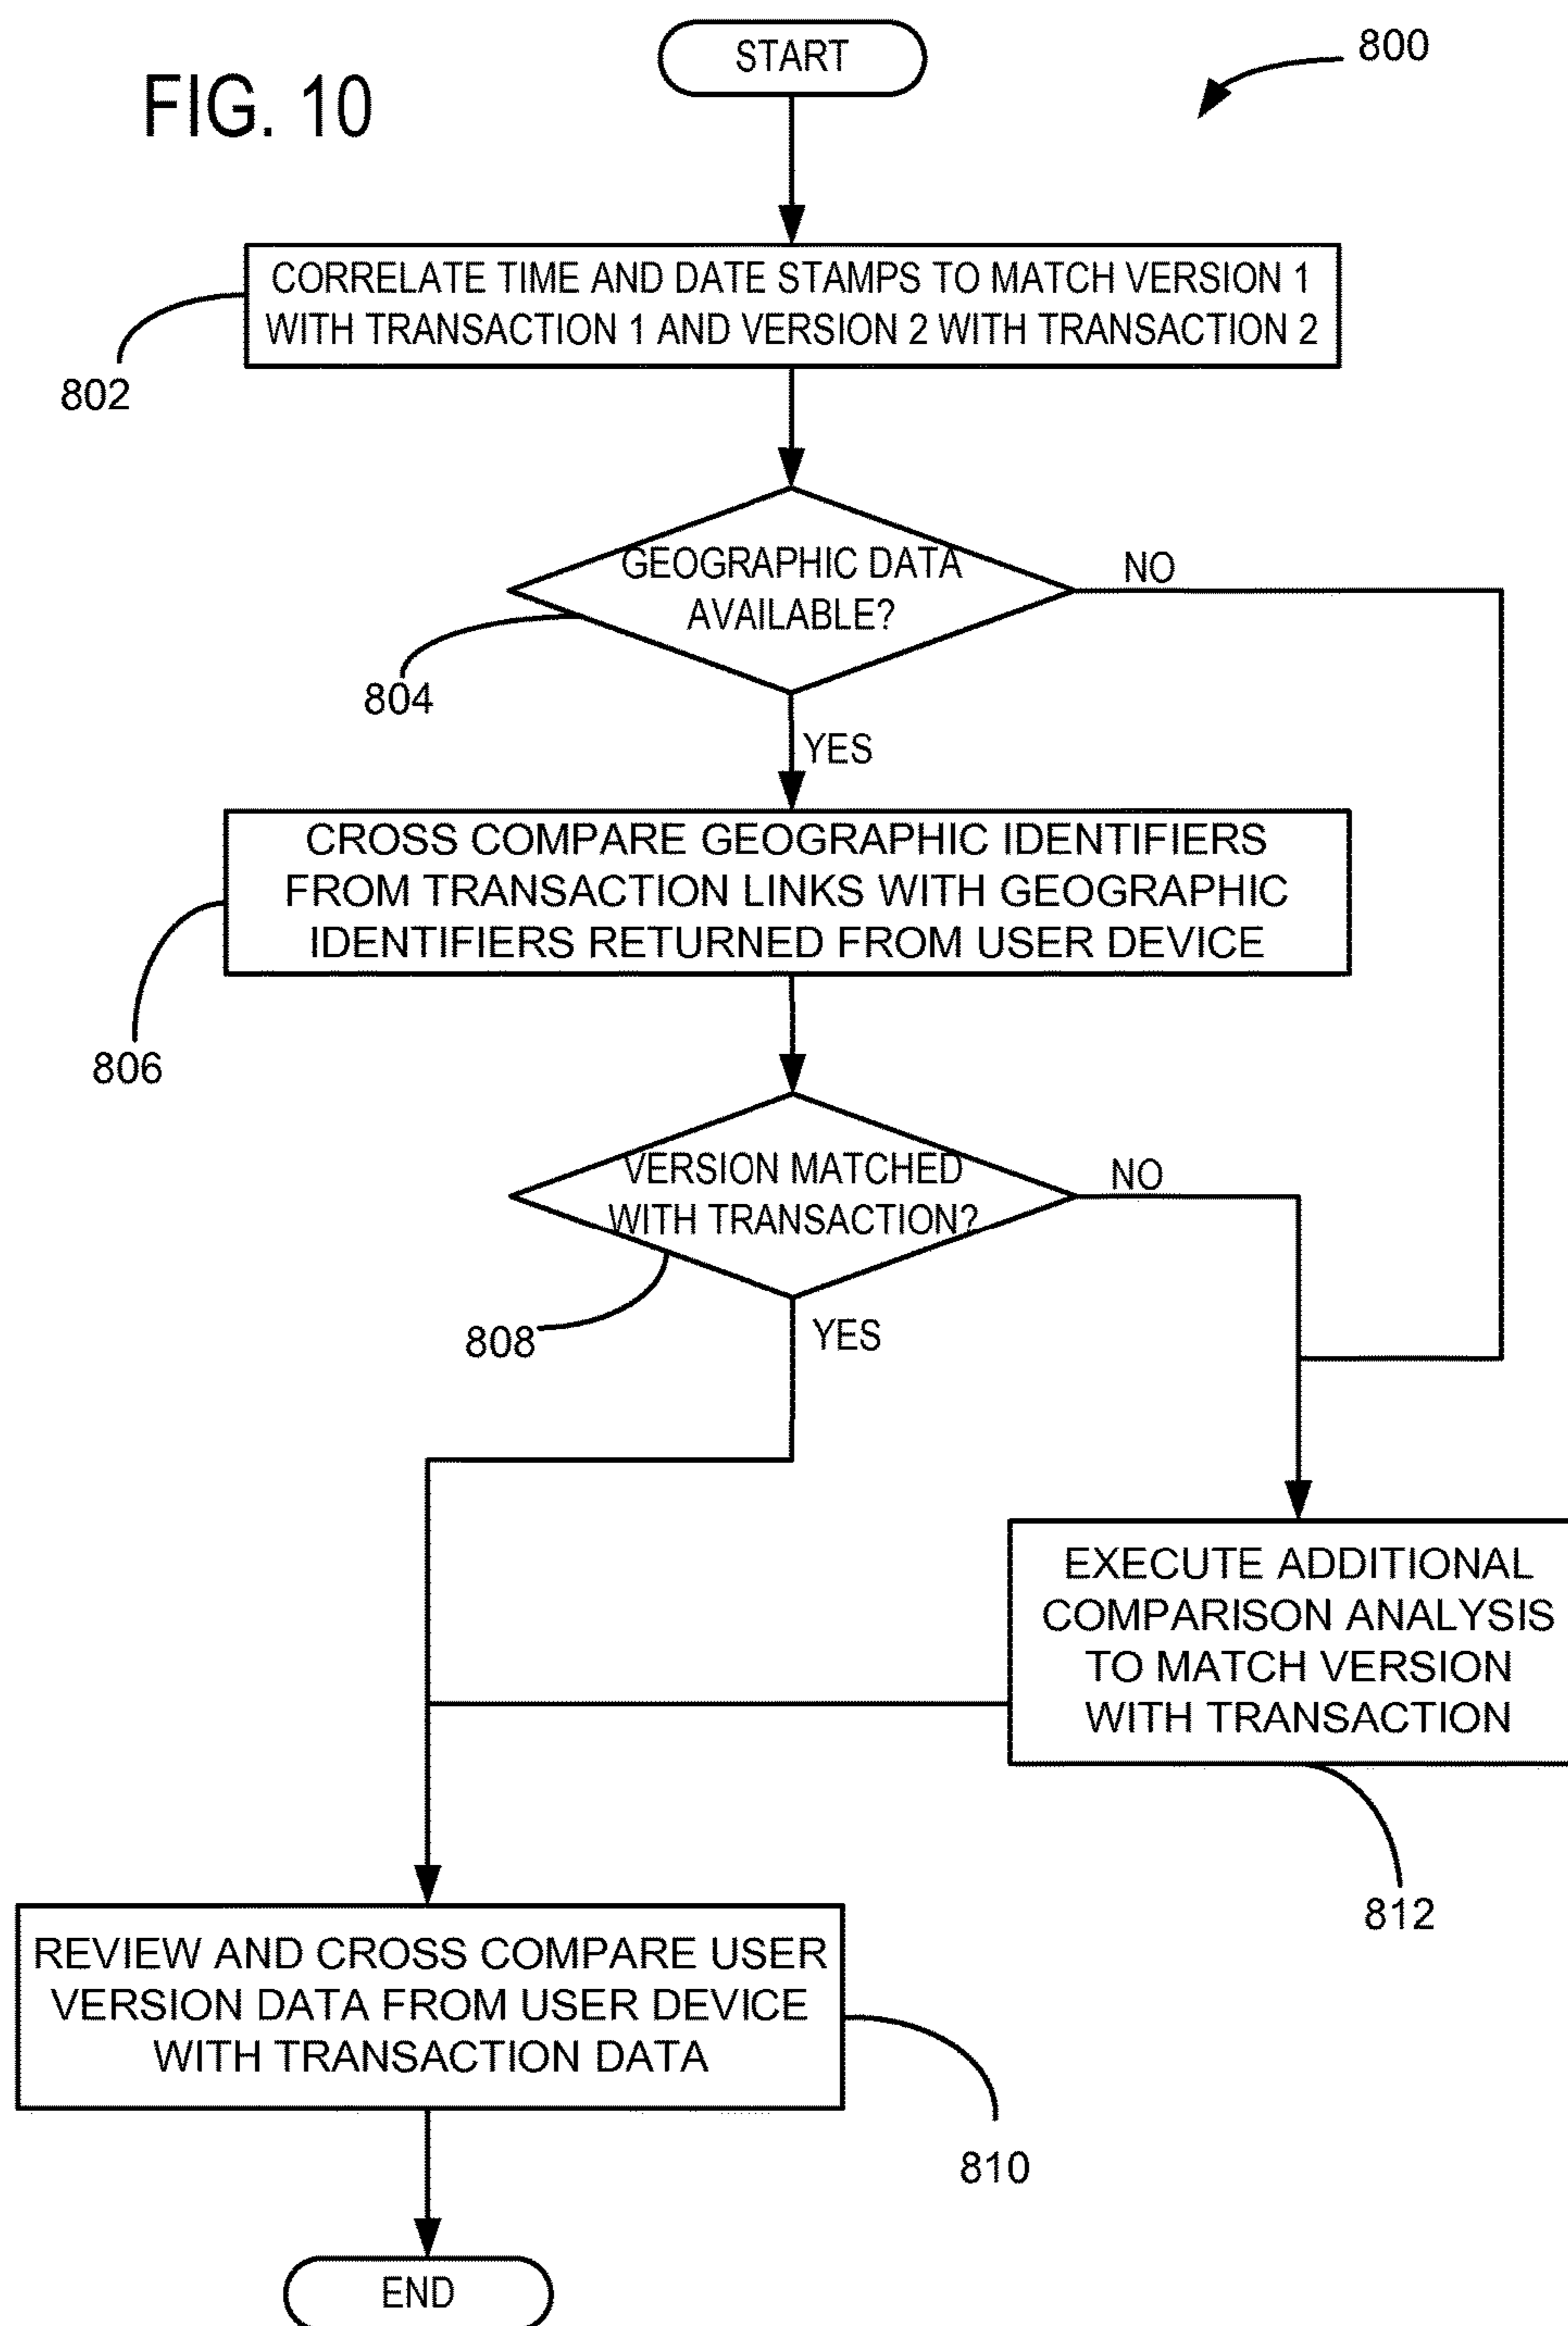 START
800
FIG. 10
CORRELATE TIME AND DATE STAMPS TO MATCH VERSION 1
WITH TRANSACTION 1 AND VERSION 2 WITH TRANSACTION 2
802
GEOGRAPHIC DATA
AVAILABLE?
NO
804
YES
CROSS COMPARE GEOGRAPHIC IDENTIFIERS
FROM TRANSACTION LINKS WITH GEOGRAPHIC
IDENTIFIERS RETURNED FROM USER DEVICE
806
VERSION MATCHED
WITH TRANSACTION?
NO
808
YES
EXECUTE ADDITIONAL
COMPARISON ANALYSIS
TO MATCH VERSION
WITH TRANSACTION
812
REVIEW AND CROSS COMPARE USER
VERSION DATA FROM USER DEVICE
WITH TRANSACTION DATA
810
END